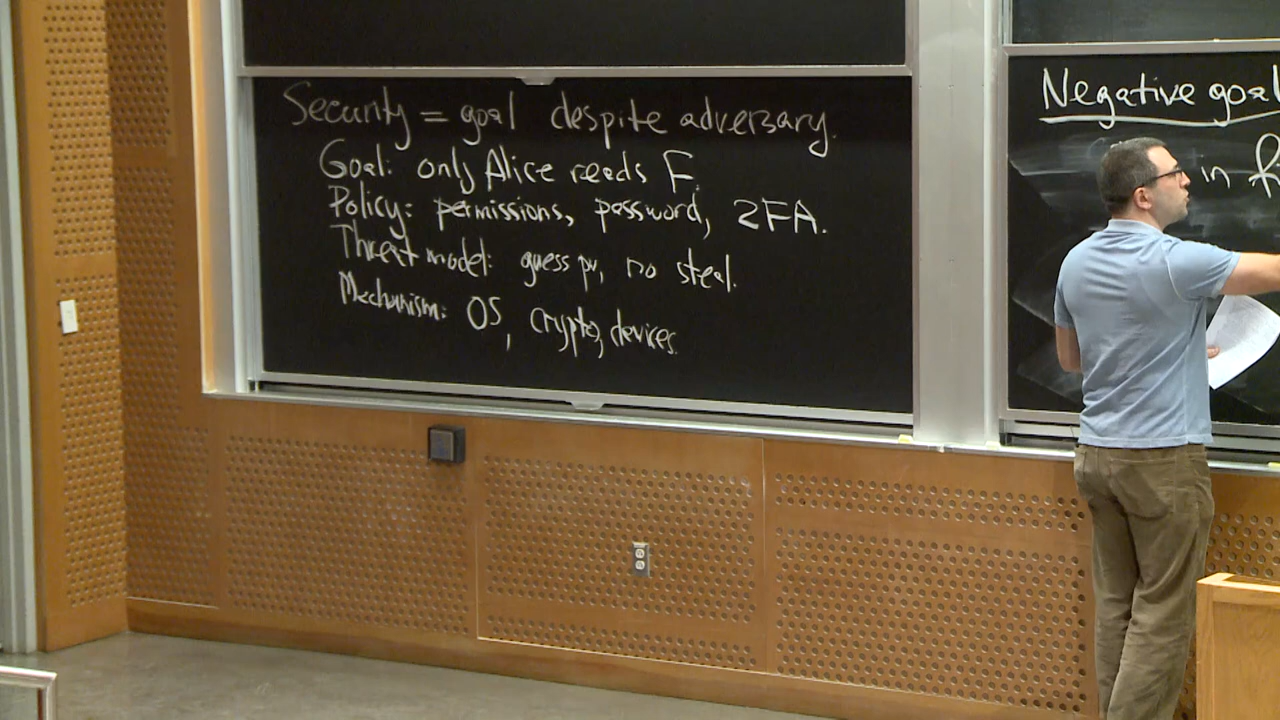 Security = goal despite adversary.
Goal: only Alice reads F.
Policy: permissions, password, 2FA.
Threat model: guess pw, no steal.
Mechanism: OS, crypto, devices.
Negative goal
in